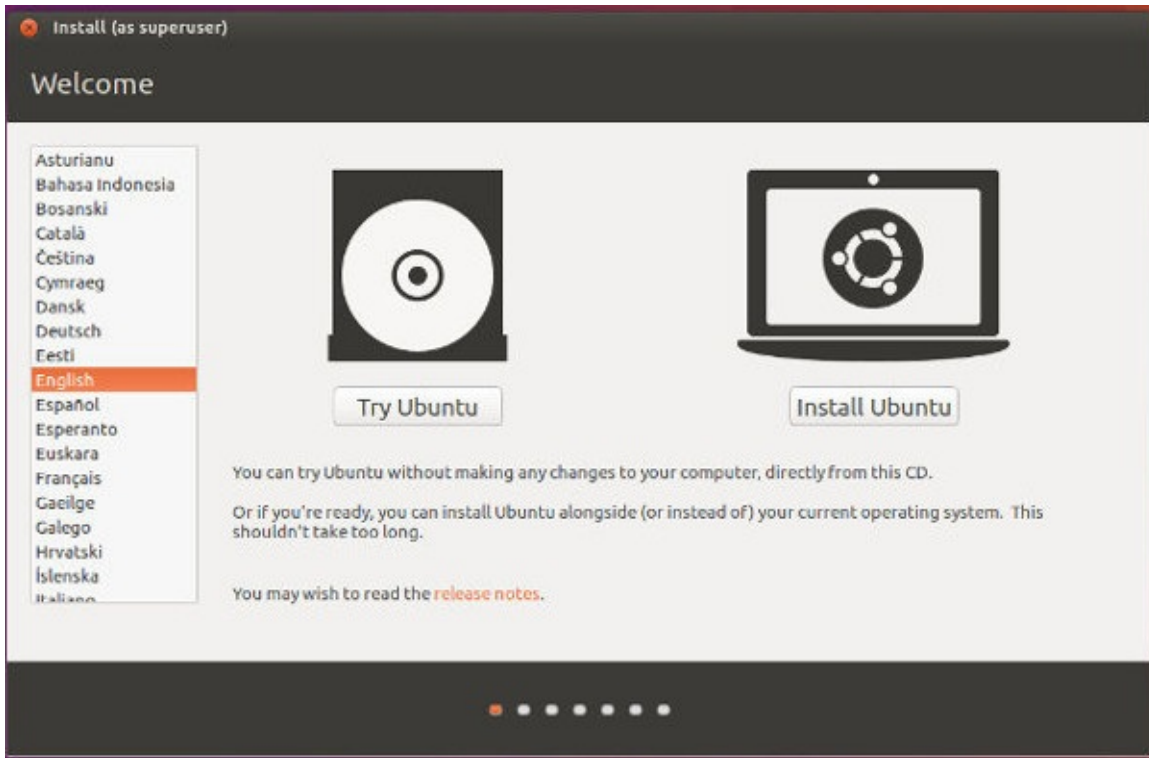 Install (as superuser)
Welcome
Asturianu
Bahasa Indonesia
Bosanski
Català
Čeština
Cymraeg
Dansk
Deutsch
Eesti
English
Español
Esperanto
Euskara
Français
Gaeilge
Galego
Hrvatski
Íslenska
Italiano
Try Ubuntu
Install Ubuntu
You can try Ubuntu without making any changes to your computer, directly from this CD.
Or if you're ready, you can install Ubuntu alongside (or instead of) your current operating system. This
shouldn't take too long.
You may wish to read the release notes.